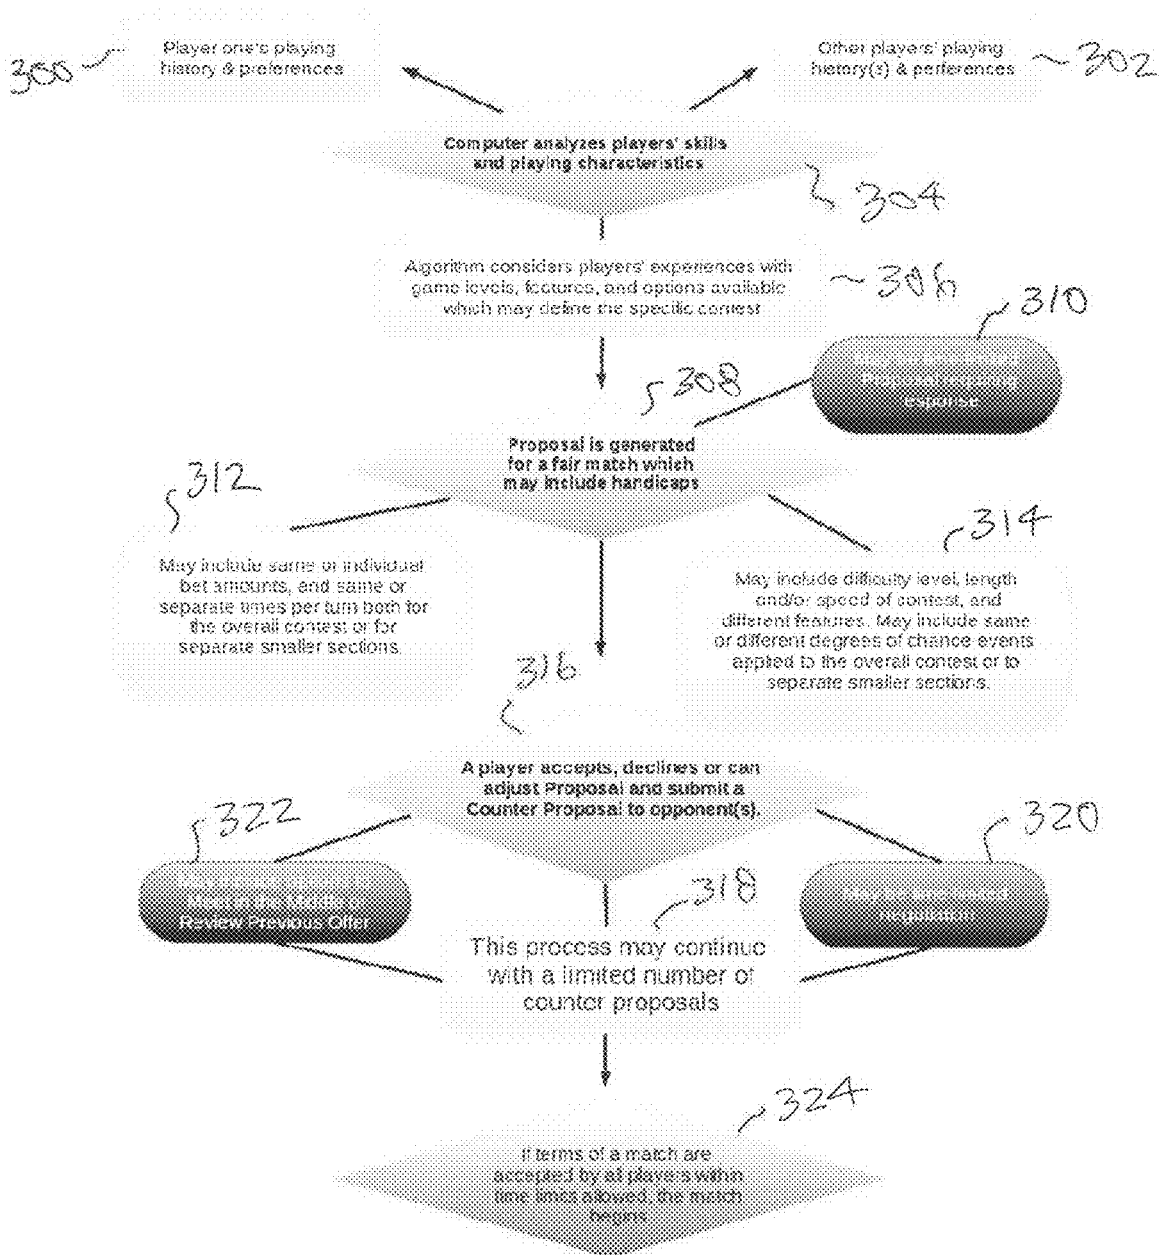 Player one's playing
history & preferences
300
Other players' playing
history(s) & perferences
302
Computer analyzes players' skills
and playing characteristics
304
Algorithm considers players' experiences with
game levels, features, and options available
which may define the specific contest
306
310
Proposal requiring
308
Proposal is generated
for a fair match which
may include handicaps
312
May include same or individual
bet amounts, and same or
separate times per turn both for
the overall contest or for
separate smaller sections.
314
May include difficulty level, length
and/or speed of contest, and
different features. May include same
or different degrees of chance events
applied to the overall contest or to
separate smaller sections.
316
A player accepts, declines or can
adjust Proposal and submit a
Counter Proposal to opponent(s).
322
Meet in the Middle
Review Previous Offer
320
negotiation
318
This process may continue
with a limited number of
counter proposals
324
If terms of a match are
accepted by all players within
time limits allowed, the match
begins